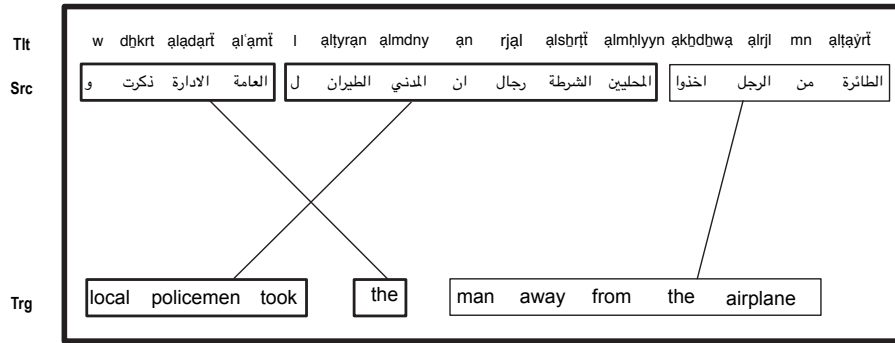 Tlt w dẖkrt ạlạdạrẗ ạlʿạmẗ l ạltyrạn ạlmdny ạn rjạl ạlsẖrṭẗ ạlmḥlyyn ạkẖdẖwạ ạlrjl mn ạlṭạỷrẗ
Src و ذكرت الادارة العامة ل الطيران المدني ان رجال الشرطة المحليين اخذوا الرجل من الطائرة
Trg local policemen took the man away from the airplane